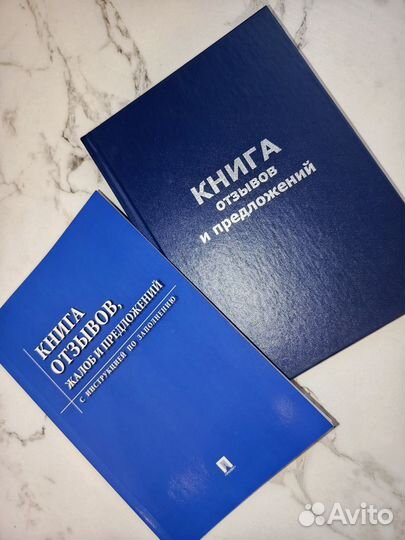 КНИГА
отзывов
и предложений
КНИГА
ОТЗЫВОВ,
ЖАЛОБ И ПРЕДЛОЖЕНИЙ
С ИНСТРУКЦИЕЙ ПО ЗАПОЛНЕНИЮ
Avito